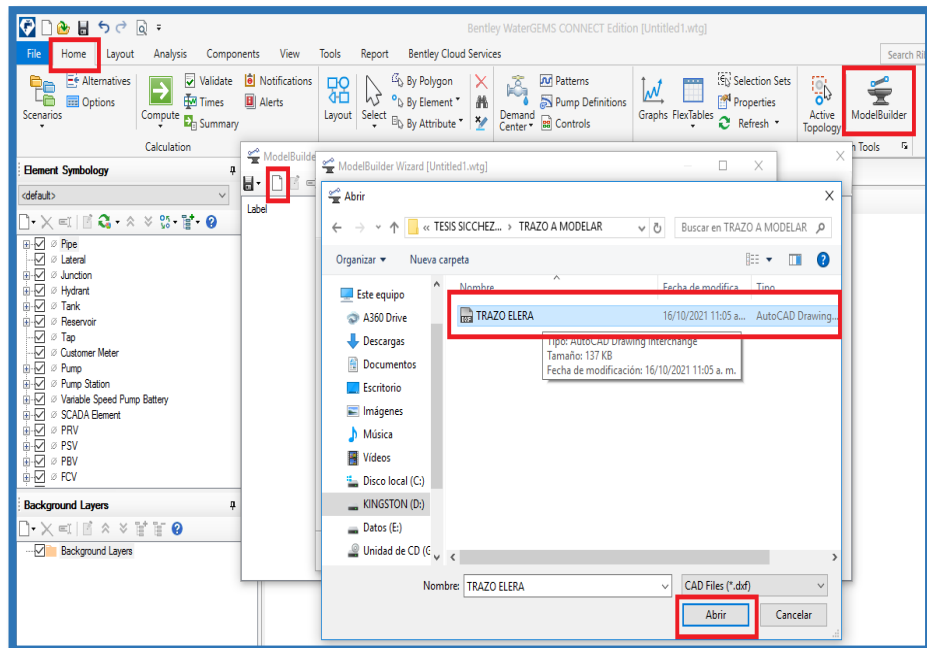 Bentley WaterGEMS CONNECT Edition [Untitled1.wtg]
File Home Layout Analysis Components View Tools Report Bentley Cloud Services
Search
Scenarios
Alternatives
Options
Compute
Validate
Times
Summary
Notifications
Alerts
Calculation
Layout
Select
By Polygon
By Element
By Attribute
Demand Center
Patterns
Pump Definitions
Controls
Graphs
FlexTables
Selection Sets
Properties
Refresh
Active Topology
ModelBuilder
Tools
Element Symbology
<default>
Pipe
Lateral
Junction
Hydrant
Tank
Reservoir
Tap
Customer Meter
Pump
Pump Station
Variable Speed Pump Battery
SCADA Element
PRV
PSV
PBV
FCV
Background Layers
Background Layers
ModelBuilde
Label
ModelBuilder Wizard [Untitled1.wtg]
Abrir
« TESIS SICCHEZ... › TRAZO A MODELAR
Buscar en TRAZO A MODELAR
Organizar
Nueva carpeta
Este equipo
A360 Drive
Descargas
Documentos
Escritorio
Imágenes
Música
Vídeos
Disco local (C:)
KINGSTON (D:)
Datos (E:)
Unidad de CD (G
Nombre Fecha de modifica... Tipo
TRAZO ELERA 16/10/2021 11:05 a... AutoCAD Drawing...
Tipo: AutoCAD Drawing Interchange
Tamaño: 137 KB
Fecha de modificación: 16/10/2021 11:05 a. m.
Nombre: TRAZO ELERA
CAD Files (*.dxf)
Abrir
Cancelar